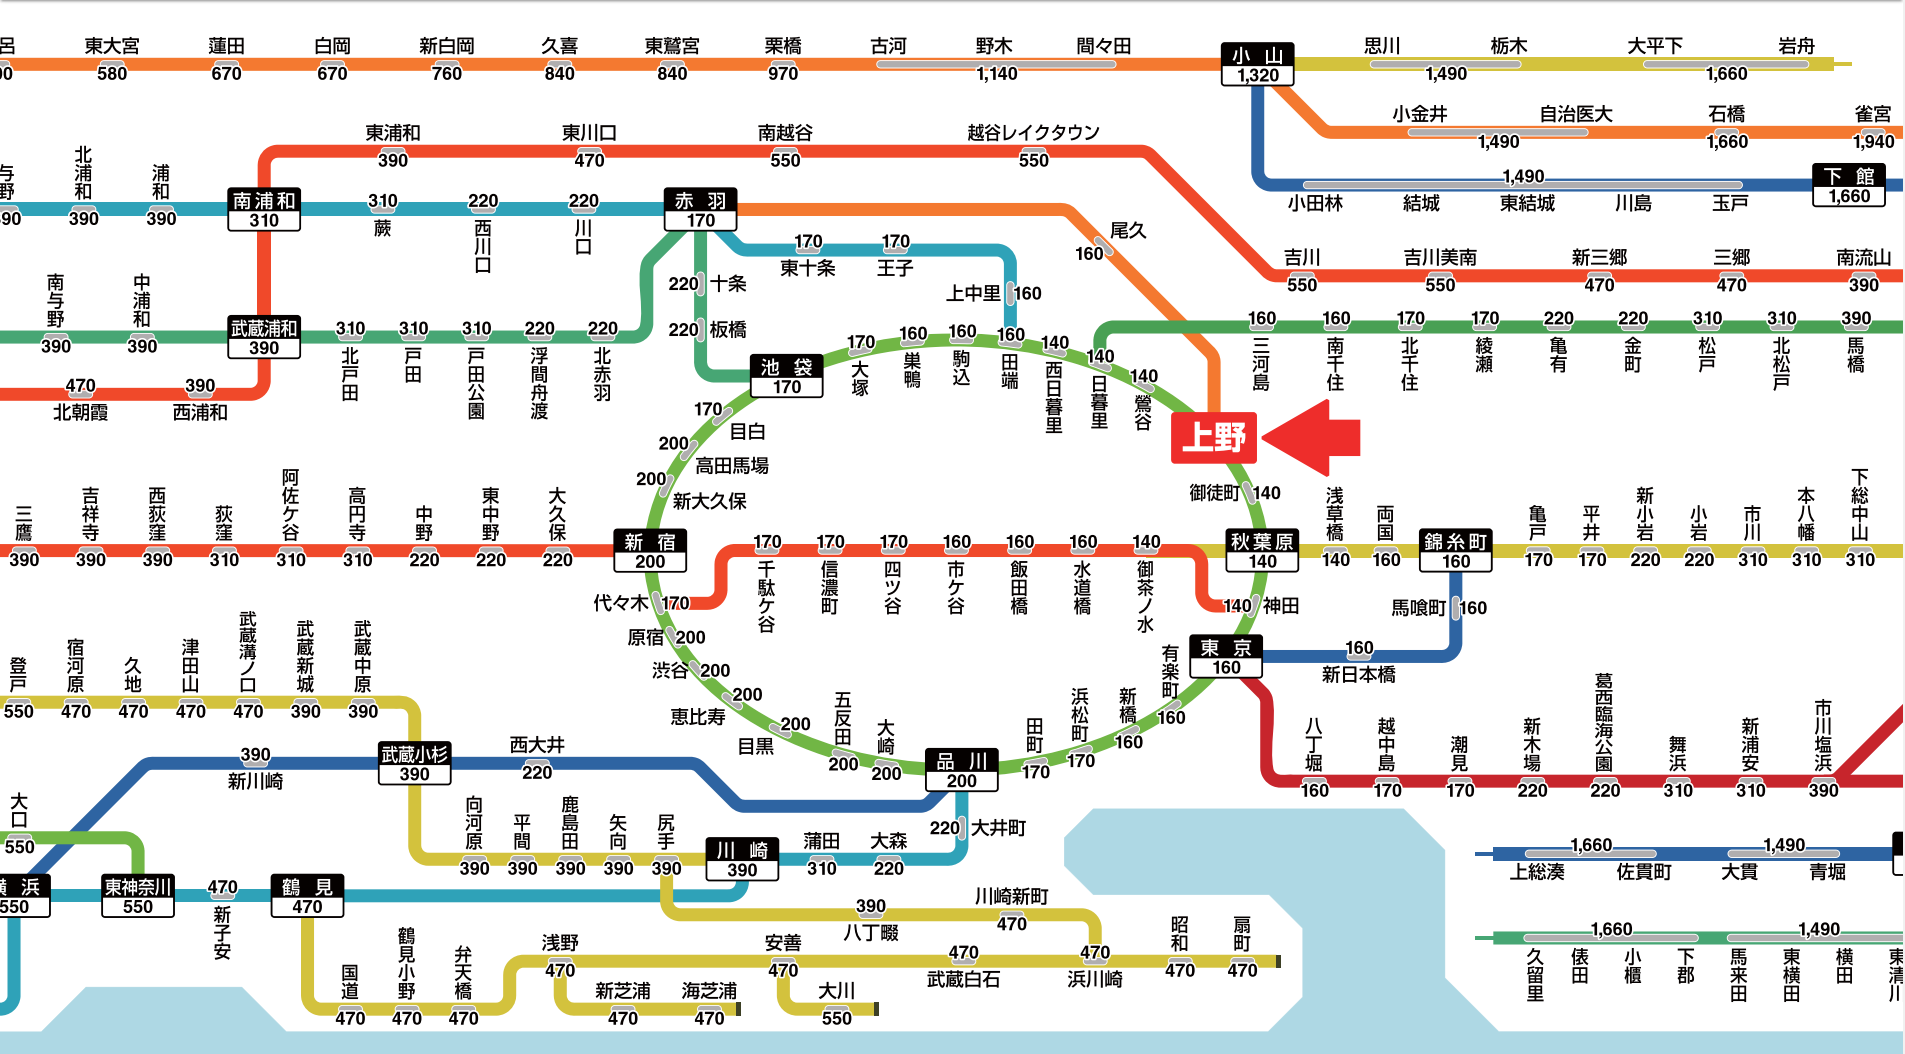 呂 東大宮 蓮田 白岡 新白岡 久喜 東鷲宮 栗橋 古河 野木 間々田 小山 思川 栃木 大平下 岩舟
580 670 670 760 840 840 970 1,140 1,320 1,490 1,660
小金井 自治医大 石橋 雀宮
1,490 1,660 1,940
東浦和 東川口 南越谷 越谷レイクタウン
390 470 550 550
与野 北浦和 浦和 南浦和 蕨 西川口 川口 赤羽
390 390 310 310 220 220 170
1,490 下館 1,660
小田林 結城 東結城 川島 玉戸
尾久 160
東十条 170 王子 170 上中里 160
吉川 吉川美南 新三郷 三郷 南流山
550 550 470 470 390
南与野 中浦和 武蔵浦和 北戸田 戸田 戸田公園 浮間舟渡 北赤羽
390 390 390 310 310 310 220 220
220 十条
220 板橋
470 北朝霞 390 西浦和
池袋 170
170 大塚
160 巣鴨
160 駒込
160 田端
140 西日暮里
140 日暮里
140 鶯谷
160 160 170 170 220 220 310 310 390
三河島 南千住 北千住 綾瀬 亀有 金町 松戸 北松戸 馬橋
上野
170 目白
200 高田馬場
200 新大久保
御徒町 140
三鷹 吉祥寺 西荻窪 荻窪 阿佐ケ谷 高円寺 中野 東中野 大久保 新宿
390 390 390 310 310 310 220 220 220 200
170 170 170 160 160 160 140
千駄ケ谷 信濃町 四ツ谷 市ケ谷 飯田橋 水道橋 御茶ノ水
秋葉原 浅草橋 両国 錦糸町 亀戸 平井 新小岩 小岩 市川 本八幡 下総中山
140 140 160 160 170 170 220 220 310 310 310
代々木 170
原宿 200
渋谷 200
恵比寿 200
目黒 200
140 神田
馬喰町 160
東京 160
160 新日本橋
登戸 宿河原 久地 津田山 武蔵溝ノ口 武蔵新城 武蔵中原
550 470 470 470 470 390 390
五反田 200
大崎 200
品川 200
田町 170
浜松町 170
新橋 160
有楽町 160
八丁堀 越中島 潮見 新木場 葛西臨海公園 舞浜 新浦安 市川塩浜
160 170 170 220 220 310 310 390
390 新川崎
武蔵小杉 390
西大井 220
大口 550
向河原 平間 鹿島田 矢向 尻手 川崎 蒲田 大森
390 390 390 390 390 390 310 220
220 大井町
1,660 1,490
上総湊 佐貫町 大貫 青堀
横浜 東神奈川 470 鶴見
550 550 新子安 470
390 八丁畷
川崎新町 470
国道 鶴見小野 弁天橋
470 470 470
浅野 安善 470 470 昭和 扇町
470 470 武蔵白石 浜川崎 470 470
新芝浦 海芝浦 大川
470 470 550
1,660 1,490
久留里 俵田 小櫃 下郡 馬来田 東横田 横田